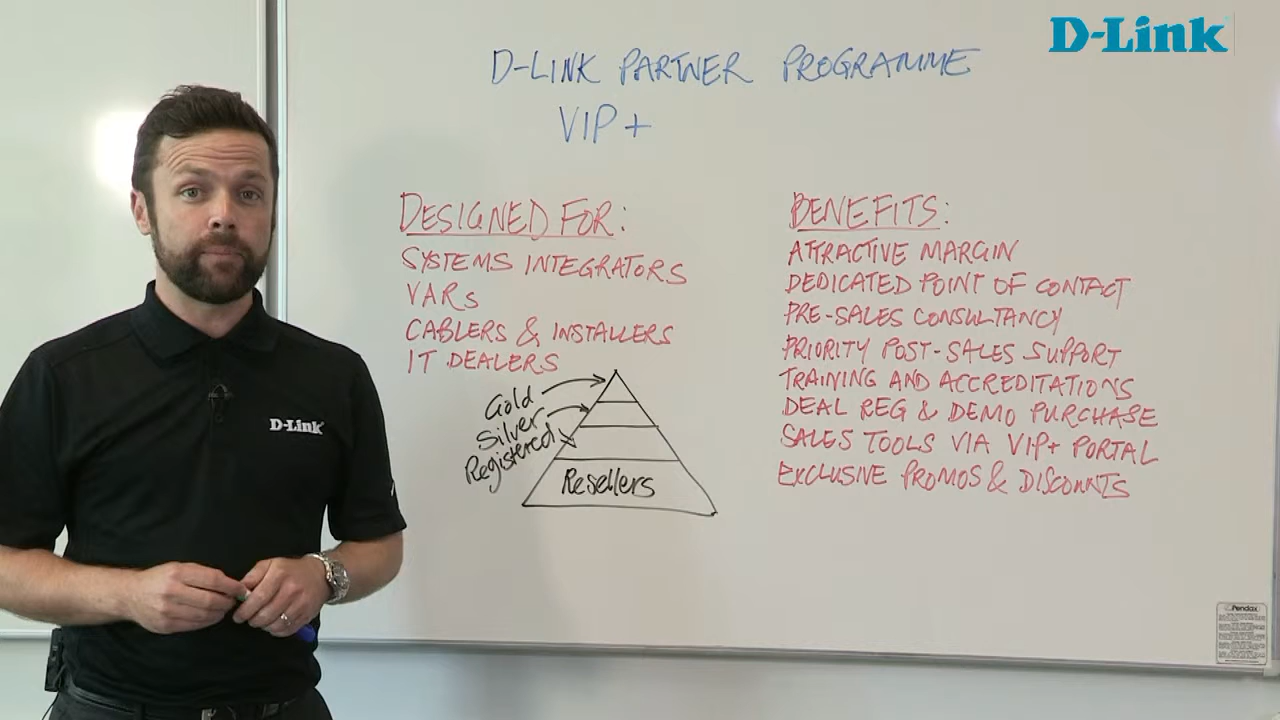 D-Link
D-LINK PARTNER PROGRAMME
VIP+
DESIGNED FOR:
SYSTEMS INTEGRATORS
VARS
CABLERS & INSTALLERS
IT DEALERS
Gold
Silver
Registered
Resellers
BENEFITS:
ATTRACTIVE MARGIN
DEDICATED POINT OF CONTACT
PRE-SALES CONSULTANCY
PRIORITY POST-SALES SUPPORT
TRAINING AND ACCREDITATIONS
DEAL REG & DEMO PURCHASE
SALES TOOLS VIA VIP+ PORTAL
EXCLUSIVE PROMOS & DISCOUNTS
D-Link
Pendax